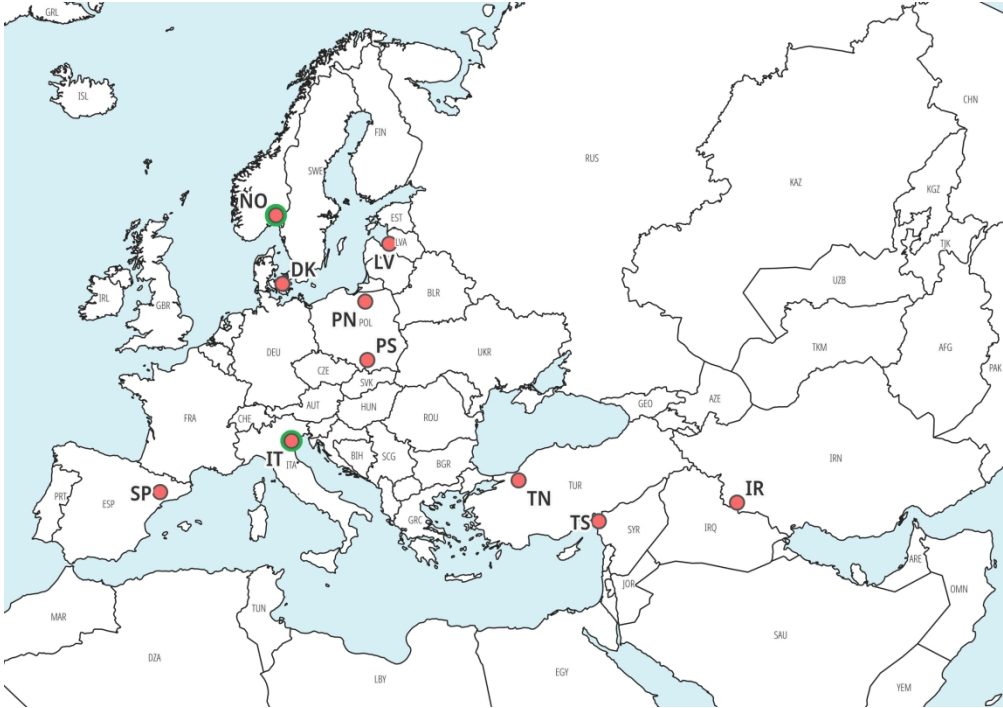 GRL
ISL
FIN
RUS
CHN
SWE
KAZ
NO
KGZ
EST
LVA
LV
TJK
DK
UZB
IRL
GBR
BLR
PN
POL
TKM
AFG
PAK
DEU
PS
UKR
CZE
SVK
AUT
HUN
GEO
AZE
FRA
CHE
ROU
IT
ITA
BIH
SCG
BGR
IRN
PRT
ESP
SP
TN
TUR
IR
GRC
TS
SYR
IRQ
JOR
ARE
OMN
MAR
TUN
SAU
DZA
LBY
EGY
YEM